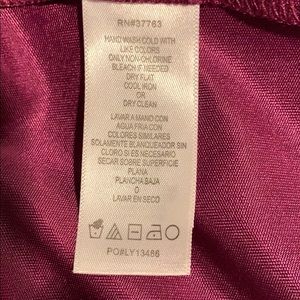 RN#37763
HAND WASH COLD WITH
LIKE COLORS
ONLY NON-CHLORINE
BLEACH IF NEEDED
DRY FLAT
COOL IRON
OR
DRY CLEAN
LAVAR A MANO CON
AGUA FRIA CON
COLORES SIMILARES
SOLAMENTE BLANQUEADOR SIN
CLORO SI ES NECESARIO
SECAR SOBRE SUPERFICIE
PLANA
PLANCHA BAJA
O
LAVAR EN SECO
PO#LY13486